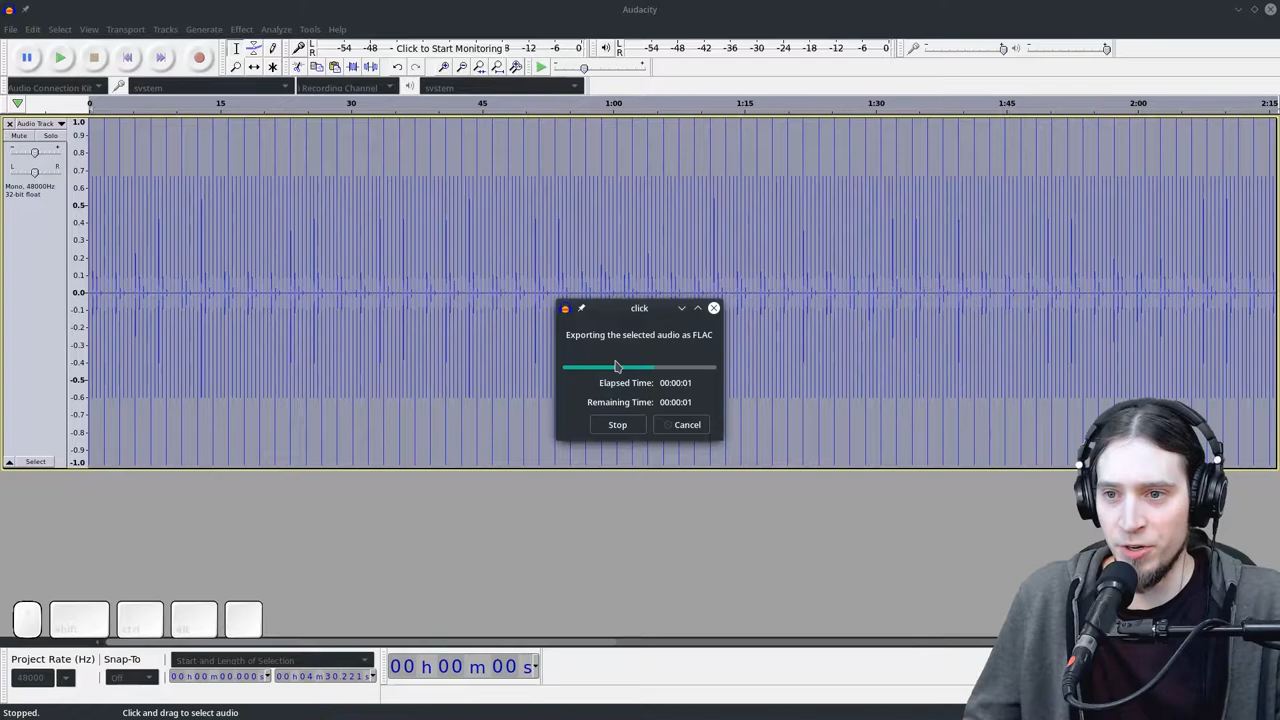 Audacity
File Edit Select View Transport Tracks Generate Effect Analyze Tools Help
L R -54 -48 Click to Start Monitoring 8 -12 -6 0 L R -54 -48 -42 -36 -30 -24 -18 -12 -6 0
Audio Connection Kit system l Recording Channel system
0 15 30 45 1:00 1:15 1:30 1:45 2:00 2:15
Audio Track
Mute Solo
- +
L R
Mono, 48000Hz
32-bit float
Select
1.0
0.9
0.8
0.7
0.6
0.5
0.4
0.3
0.2
0.1
0.0
-0.1
-0.2
-0.3
-0.4
-0.5
-0.6
-0.7
-0.8
-0.9
-1.0
click
Exporting the selected audio as FLAC
Elapsed Time: 00:00:01
Remaining Time: 00:00:01
Stop Cancel
shift ctrl alt
Project Rate (Hz) Snap-To Start and Length of Selection
48000 Off 00 h 00 m 00.000 s 00 h 04 m 30.221 s
00 h 00 m 00 s
Stopped. Click and drag to select audio